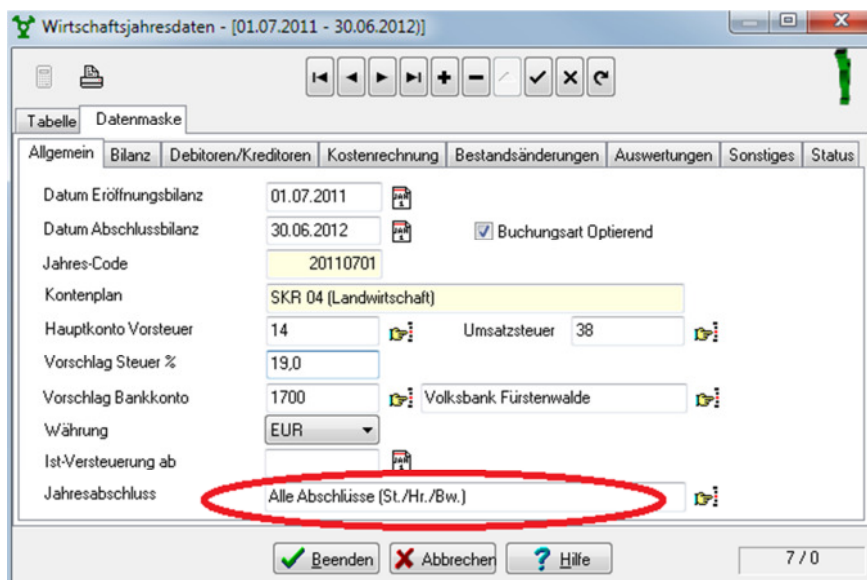 Wirtschaftsjahresdaten - [01.07.2011 - 30.06.2012)]
Tabelle Datenmaske
Allgemein Bilanz Debitoren/Kreditoren Kostenrechnung Bestandsänderungen Auswertungen Sonstiges Status
Datum Eröffnungsbilanz 01.07.2011
Datum Abschlussbilanz 30.06.2012 Buchungsart Optierend
Jahres-Code 20110701
Kontenplan SKR 04 (Landwirtschaft)
Hauptkonto Vorsteuer 14 Umsatzsteuer 38
Vorschlag Steuer % 19,0
Vorschlag Bankkonto 1700 Volksbank Fürstenwalde
Währung EUR
Ist-Versteuerung ab
Jahresabschluss Alle Abschlüsse (St./Hr./Bw.)
Beenden Abbrechen Hilfe 7 / 0